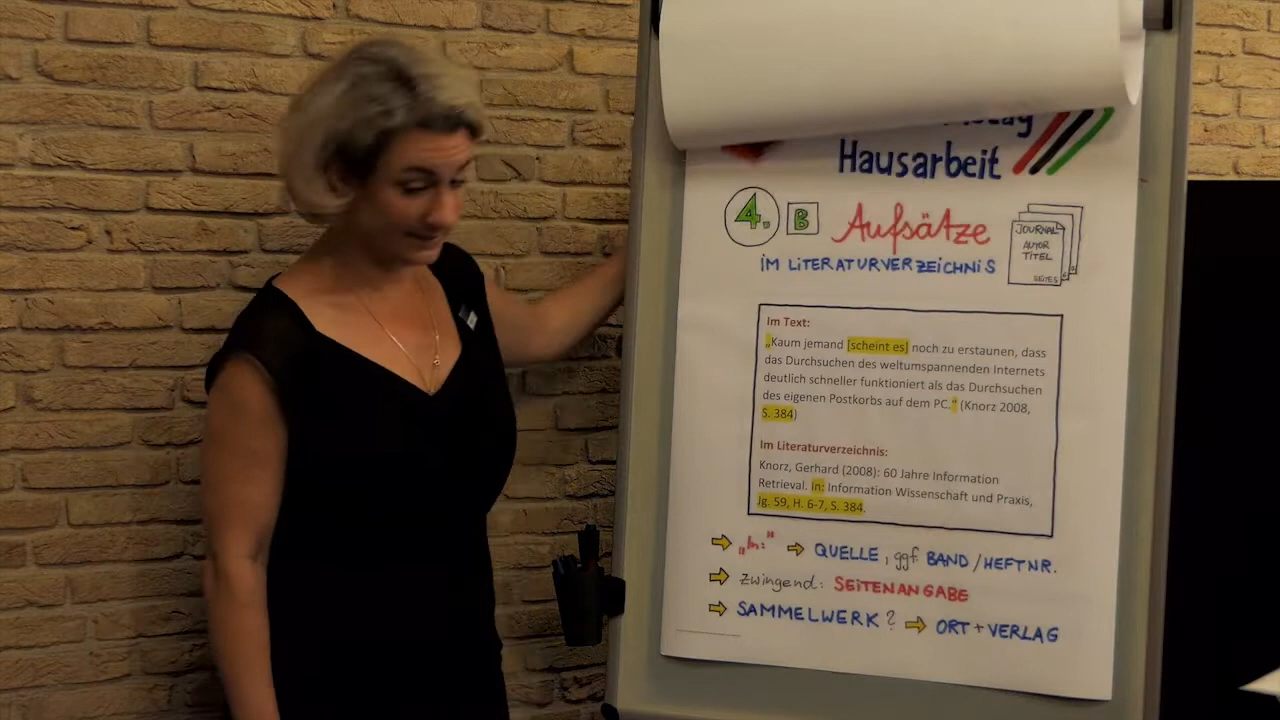 Hausarbeit
4. B Aufsätze
IM LITERATURVERZEICHNIS
JOURNAL
AUTOR
TITEL
SEITE 5
Im Text:
„Kaum jemand [scheint es] noch zu erstaunen, dass
das Durchsuchen des weltumspannenden Internets
deutlich schneller funktioniert als das Durchsuchen
des eigenen Postkorbs auf dem PC.“ (Knorz 2008,
S. 384)
Im Literaturverzeichnis:
Knorz, Gerhard (2008): 60 Jahre Information
Retrieval. In: Information Wissenschaft und Praxis,
Jg. 59, H. 6-7, S. 384.
„In:“ QUELLE, ggf. BAND/HEFTNR.
Zwingend: SEITENANGABE
SAMMELWERK? ORT + VERLAG